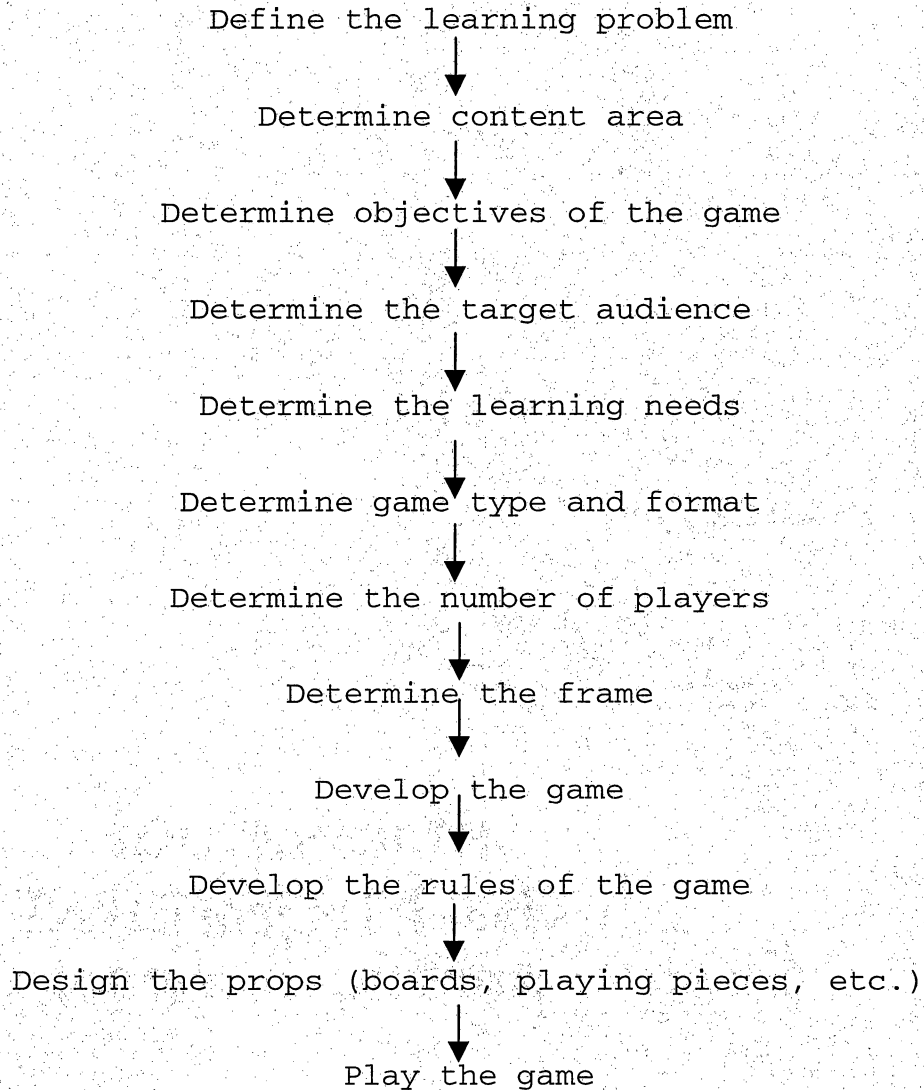 Define the learning problem
Determine content area
Determine objectives of the game
Determine the target audience
Determine the learning needs
Determine game type and format
Determine the number of players
Determine the frame
Develop the game
Develop the rules of the game
Design the props (boards, playing pieces, etc.)
Play the game